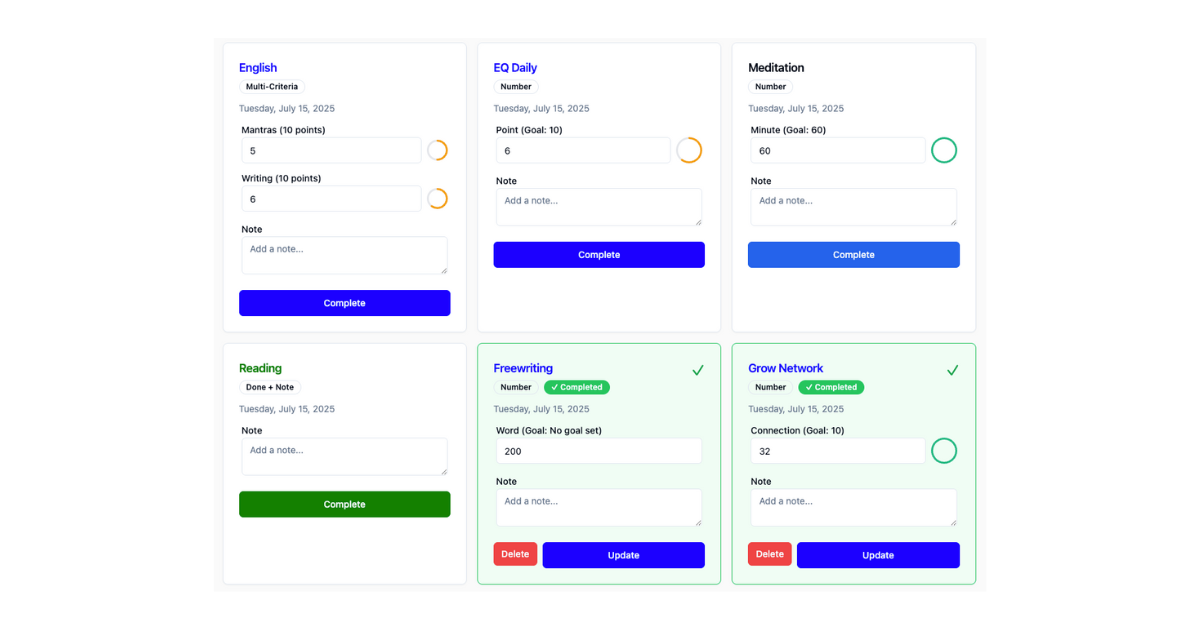 English
Multi-Criteria
Tuesday, July 15, 2025
Mantras (10 points)
5
Writing (10 points)
6
Note
Add a note...
Complete
EQ Daily
Number
Tuesday, July 15, 2025
Point (Goal: 10)
6
Note
Add a note...
Complete
Meditation
Number
Tuesday, July 15, 2025
Minute (Goal: 60)
60
Note
Add a note...
Complete
Reading
Done + Note
Tuesday, July 15, 2025
Note
Add a note...
Complete
Freewriting
Number ✓ Completed
Tuesday, July 15, 2025
Word (Goal: No goal set)
200
Note
Add a note...
Delete Update
Grow Network
Number ✓ Completed
Tuesday, July 15, 2025
Connection (Goal: 10)
32
Note
Add a note...
Delete Update